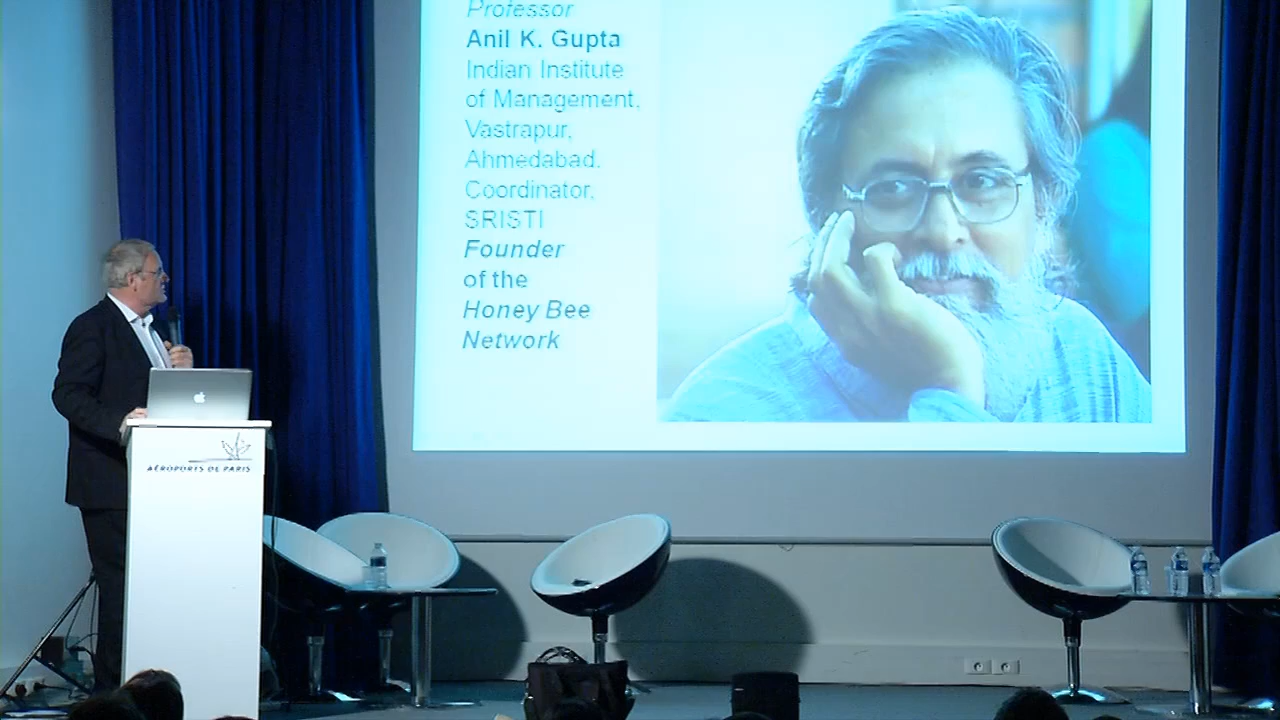 Professor
Anil K. Gupta
Indian Institute
of Management,
Vastrapur,
Ahmedabad.
Coordinator,
SRISTI
Founder
of the
Honey Bee
Network
AÉROPORTS DE PARIS